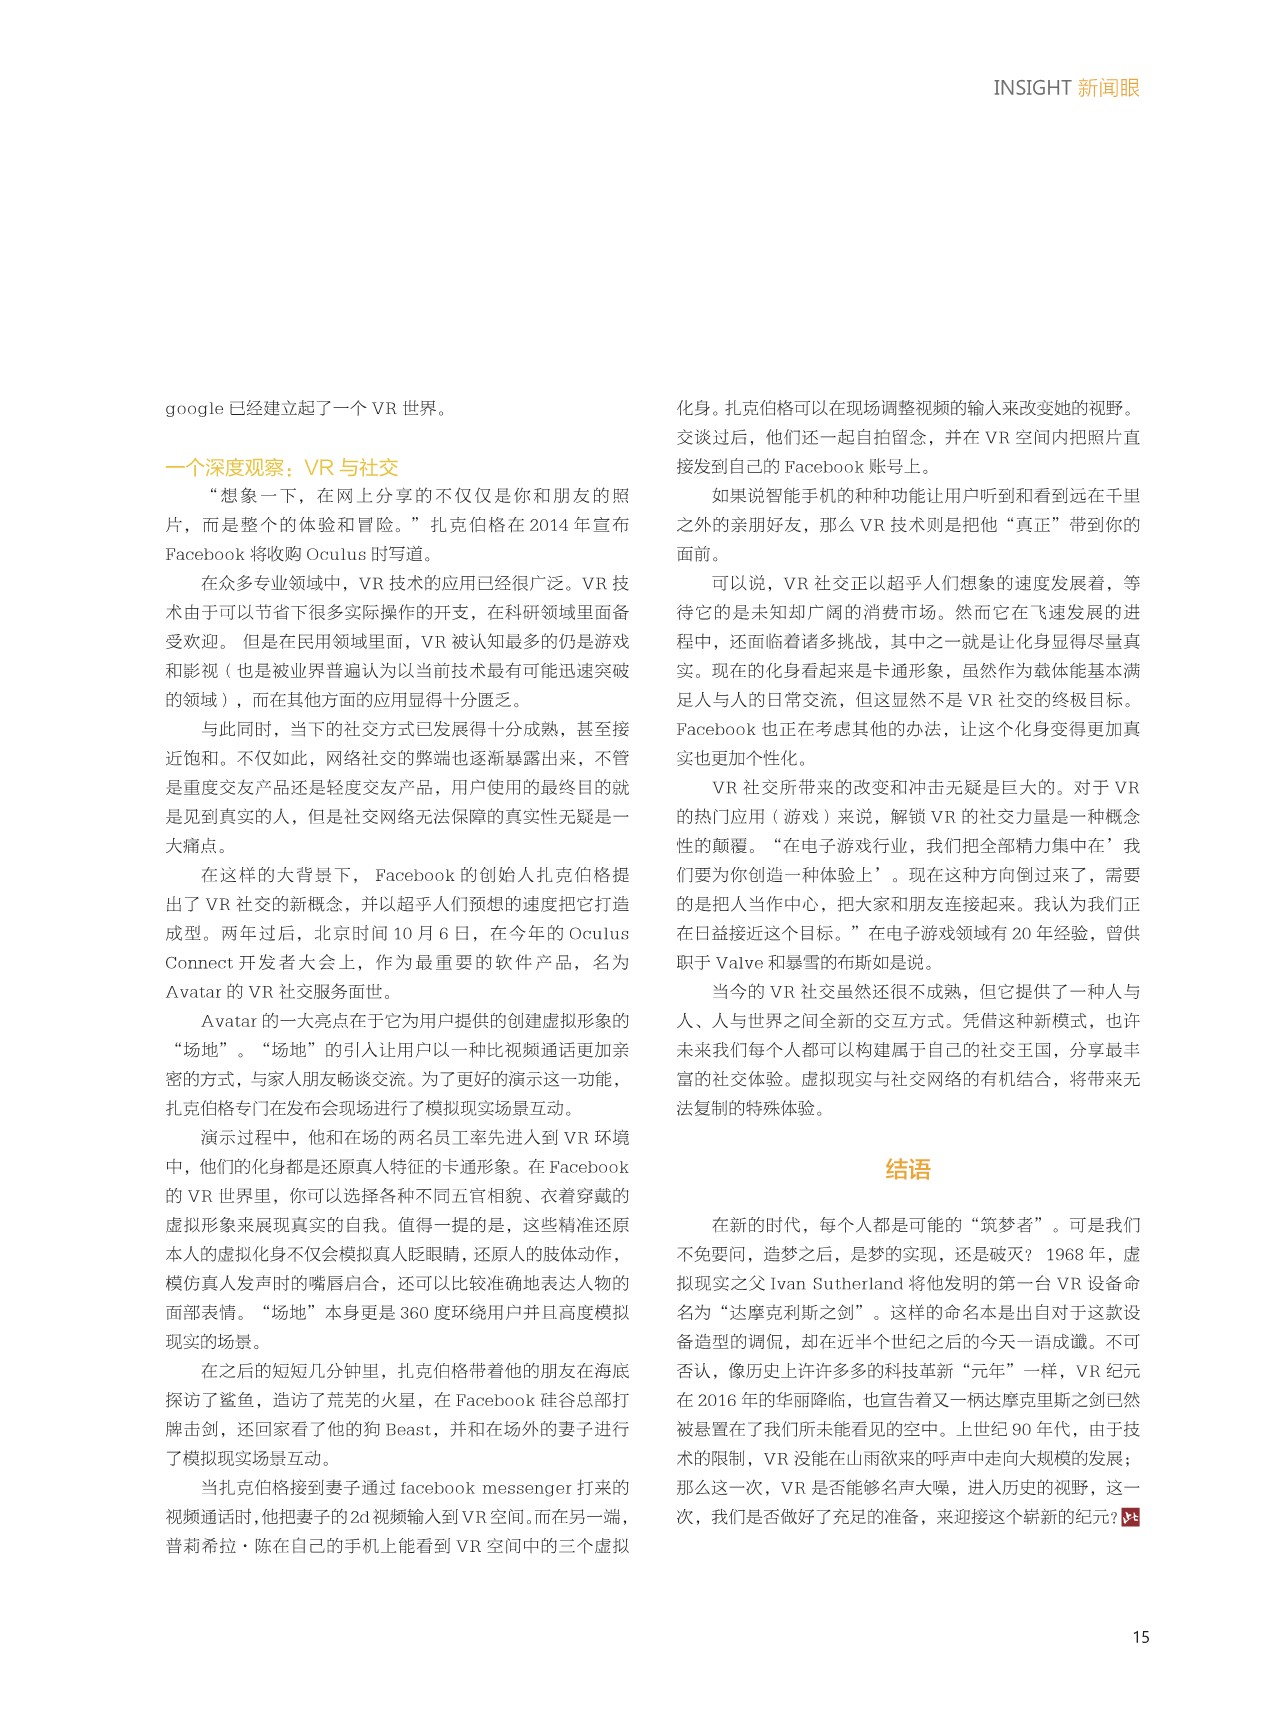 INSIGHT 新闻眼
google 已经建立起了一个 VR 世界。
一个深度观察：VR 与社交
“想象一下，在网上分享的不仅仅是你和朋友的照
片，而是整个的体验和冒险。”扎克伯格在 2014 年宣布
Facebook 将收购 Oculus 时写道。
在众多专业领域中，VR 技术的应用已经很广泛。VR 技
术由于可以节省下很多实际操作的开支，在科研领域里面备
受欢迎。 但是在民用领域里面，VR 被认知最多的仍是游戏
和影视（也是被业界普遍认为以当前技术最有可能迅速突破
的领域），而在其他方面的应用显得十分匮乏。
与此同时，当下的社交方式已发展得十分成熟，甚至接
近饱和。不仅如此，网络社交的弊端也逐渐暴露出来，不管
是重度交友产品还是轻度交友产品，用户使用的最终目的就
是见到真实的人，但是社交网络无法保障的真实性无疑是一
大痛点。
在这样的大背景下， Facebook 的创始人扎克伯格提
出了 VR 社交的新概念，并以超乎人们预想的速度把它打造
成型。两年过后，北京时间 10 月 6 日，在今年的 Oculus
Connect 开发者大会上，作为最重要的软件产品，名为
Avatar 的 VR 社交服务面世。
Avatar 的一大亮点在于它为用户提供的创建虚拟形象的
“场地”。“场地”的引入让用户以一种比视频通话更加亲
密的方式，与家人朋友畅谈交流。为了更好的演示这一功能，
扎克伯格专门在发布会现场进行了模拟现实场景互动。
演示过程中，他和在场的两名员工率先进入到 VR 环境
中，他们的化身都是还原真人特征的卡通形象。在 Facebook
的 VR 世界里，你可以选择各种不同五官相貌、衣着穿戴的
虚拟形象来展现真实的自我。值得一提的是，这些精准还原
本人的虚拟化身不仅会模拟真人眨眼睛，还原人的肢体动作，
模仿真人发声时的嘴唇启合，还可以比较准确地表达人物的
面部表情。“场地”本身更是 360 度环绕用户并且高度模拟
现实的场景。
在之后的短短几分钟里，扎克伯格带着他的朋友在海底
探访了鲨鱼，造访了荒芜的火星，在 Facebook 硅谷总部打
牌击剑，还回家看了他的狗 Beast，并和在场外的妻子进行
了模拟现实场景互动。
当扎克伯格接到妻子通过 facebook messenger 打来的
视频通话时，他把妻子的 2d 视频输入到 VR 空间。而在另一端，
普莉希拉·陈在自己的手机上能看到 VR 空间中的三个虚拟
化身。扎克伯格可以在现场调整视频的输入来改变她的视野。
交谈过后，他们还一起自拍留念，并在 VR 空间内把照片直
接发到自己的 Facebook 账号上。
如果说智能手机的种种功能让用户听到和看到远在千里
之外的亲朋好友，那么 VR 技术则是把他“真正”带到你的
面前。
可以说，VR 社交正以超乎人们想象的速度发展着，等
待它的是未知却广阔的消费市场。然而它在飞速发展的进
程中，还面临着诸多挑战，其中之一就是让化身显得尽量真
实。现在的化身看起来是卡通形象，虽然作为载体能基本满
足人与人的日常交流，但这显然不是 VR 社交的终极目标。
Facebook 也正在考虑其他的办法，让这个化身变得更加真
实也更加个性化。
VR 社交所带来的改变和冲击无疑是巨大的。对于 VR
的热门应用（游戏）来说，解锁 VR 的社交力量是一种概念
性的颠覆。“在电子游戏行业，我们把全部精力集中在’我
们要为你创造一种体验上’。现在这种方向倒过来了，需要
的是把人当作中心，把大家和朋友连接起来。我认为我们正
在日益接近这个目标。”在电子游戏领域有 20 年经验，曾供
职于 Valve 和暴雪的布斯如是说。
当今的 VR 社交虽然还很不成熟，但它提供了一种人与
人、人与世界之间全新的交互方式。凭借这种新模式，也许
未来我们每个人都可以构建属于自己的社交王国，分享最丰
富的社交体验。虚拟现实与社交网络的有机结合，将带来无
法复制的特殊体验。
结语
在新的时代，每个人都是可能的“筑梦者”。可是我们
不免要问，造梦之后，是梦的实现，还是破灭？ 1968 年，虚
拟现实之父 Ivan Sutherland 将他发明的第一台 VR 设备命
名为“达摩克利斯之剑”。这样的命名本是出自对于这款设
备造型的调侃，却在近半个世纪之后的今天一语成谶。不可
否认，像历史上许许多多的科技革新“元年”一样，VR 纪元
在 2016 年的华丽降临，也宣告着又一柄达摩克里斯之剑已然
被悬置在了我们所未能看见的空中。上世纪 90 年代，由于技
术的限制，VR 没能在山雨欲来的呼声中走向大规模的发展；
那么这一次，VR 是否能够名声大噪，进入历史的视野，这一
次，我们是否做好了充足的准备，来迎接这个崭新的纪元？
15